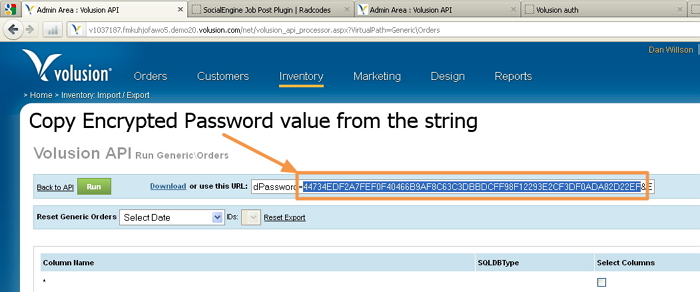 Admin Area : Volusion API
SocialEngine Job Post Plugin | Radcodes
Admin Area : Volusion API
Volusion auth
v1037187.fmkuhjofawo5.demo20.volusion.com/net/volusion_api_processor.aspx?VirtualPath=Generic\Orders
Dan Willson
volusion
Orders Customers Inventory Marketing Design Reports
> Home > Inventory: Import / Export
Copy Encrypted Password value from the string
Volusion API Run Generic\Orders
Back to API Run Download or use this URL: dPassword=44734EDF2A7FEF0F40466B9AF8C63C3DBBDCFF98F12293E2CF3DF0ADA82D22EF&E
Reset Generic Orders Select Date IDs: Reset Export
Column Name SQLDBType Select Columns
*